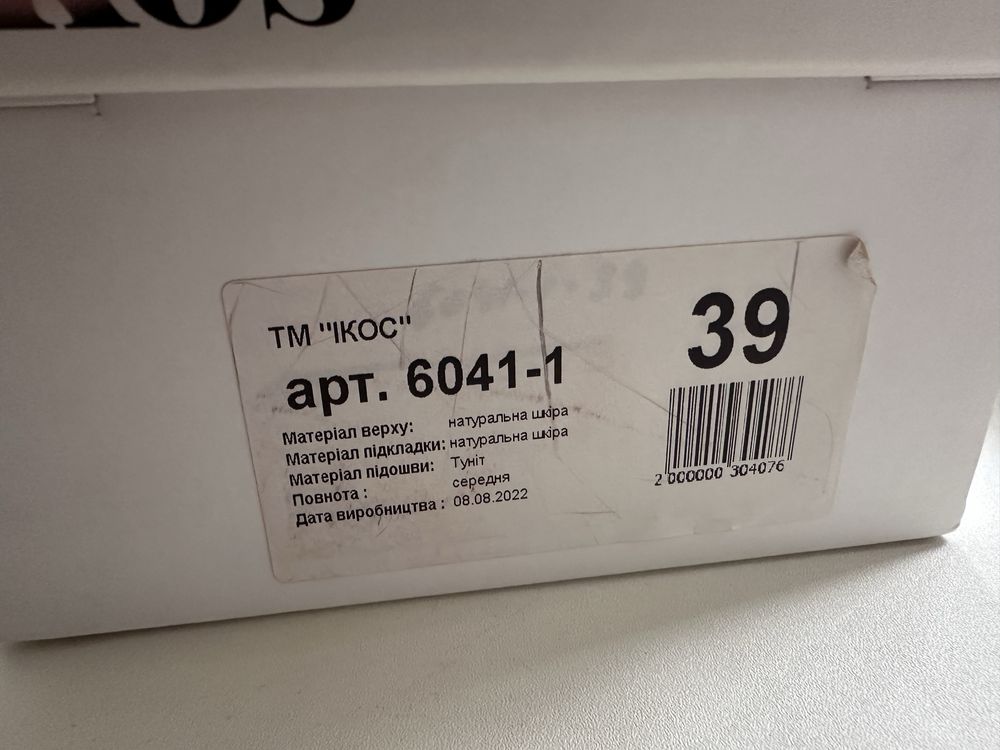 ТМ "ІКОС"
арт. 6041-1
39
Матеріал верху: натуральна шкіра
Матеріал підкладки: натуральна шкіра
Матеріал підошви: Туніт
Повнота : середня
Дата виробництва : 08.08.2022
2 000000 304076